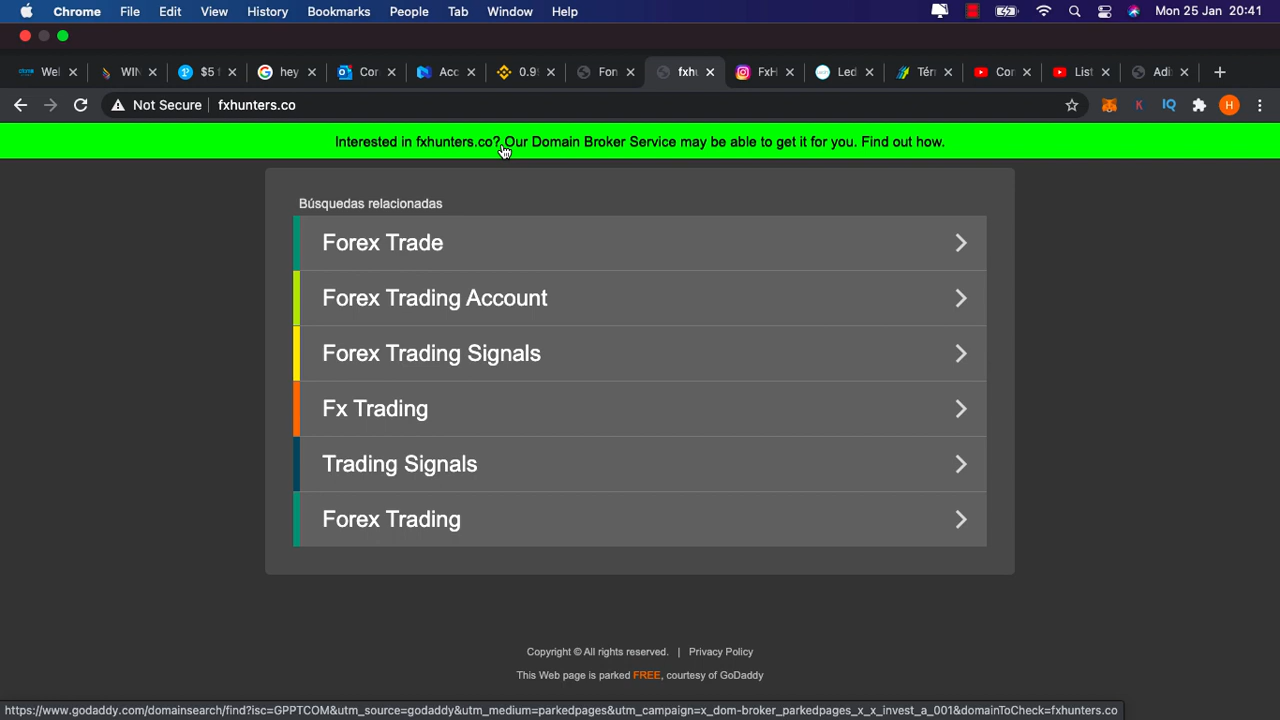 Chrome File Edit View History Bookmarks People Tab Window Help Mon 25 Jan 20:41
Wel WIN $5 f hey Cor Acc 0.9 For fxhu FxH Led Térr Cor List Adi
Not Secure fxhunters.co K IQ H
Interested in fxhunters.co? Our Domain Broker Service may be able to get it for you. Find out how.
Búsquedas relacionadas
Forex Trade
Forex Trading Account
Forex Trading Signals
Fx Trading
Trading Signals
Forex Trading
Copyright © All rights reserved. | Privacy Policy
This Web page is parked FREE, courtesy of GoDaddy
https://www.godaddy.com/domainsearch/find?isc=GPPTCOM&utm_source=godaddy&utm_medium=parkedpages&utm_campaign=x_dom-broker_parkedpages_x_x_invest_a_001&domainToCheck=fxhunters.co